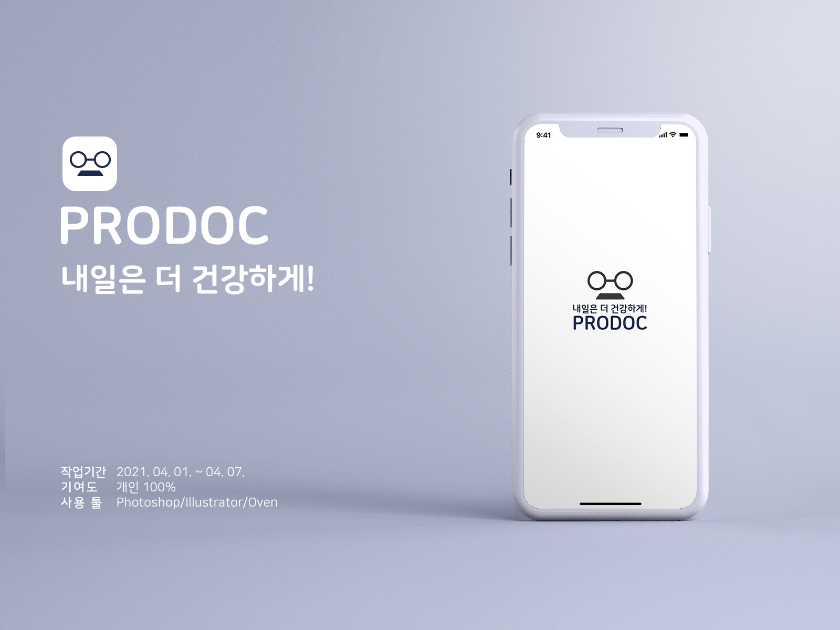 PRODOC
내일은 더 건강하게!
작업기간 2021. 04. 01. ~ 04. 07.
기여도 개인 100%
사용 툴 Photoshop/Illustrator/Oven
9:41
내일은 더 건강하게!
PRODOC